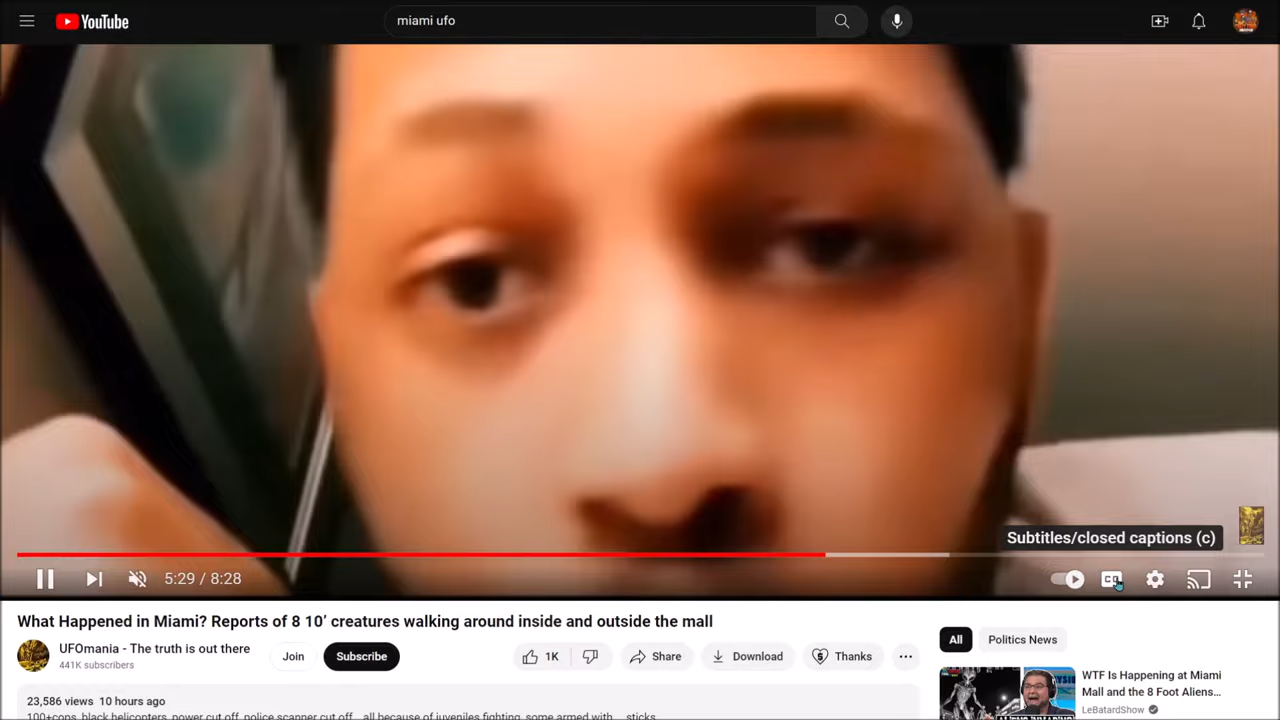 YouTube
miami ufo
Subtitles/closed captions (c)
5:29 / 8:28
What Happened in Miami? Reports of 8 10’ creatures walking around inside and outside the mall
UFOmania - The truth is out there
441K subscribers
Join
Subscribe
1K
Share
Download
Thanks
All
Politics News
23,586 views 10 hours ago
100+cops, black helicopters, power cut off, police scanner cut off... all because of juveniles fighting, some armed with.... sticks
WTF Is Happening at Miami
Mall and the 8 Foot Aliens...
LeBatardShow